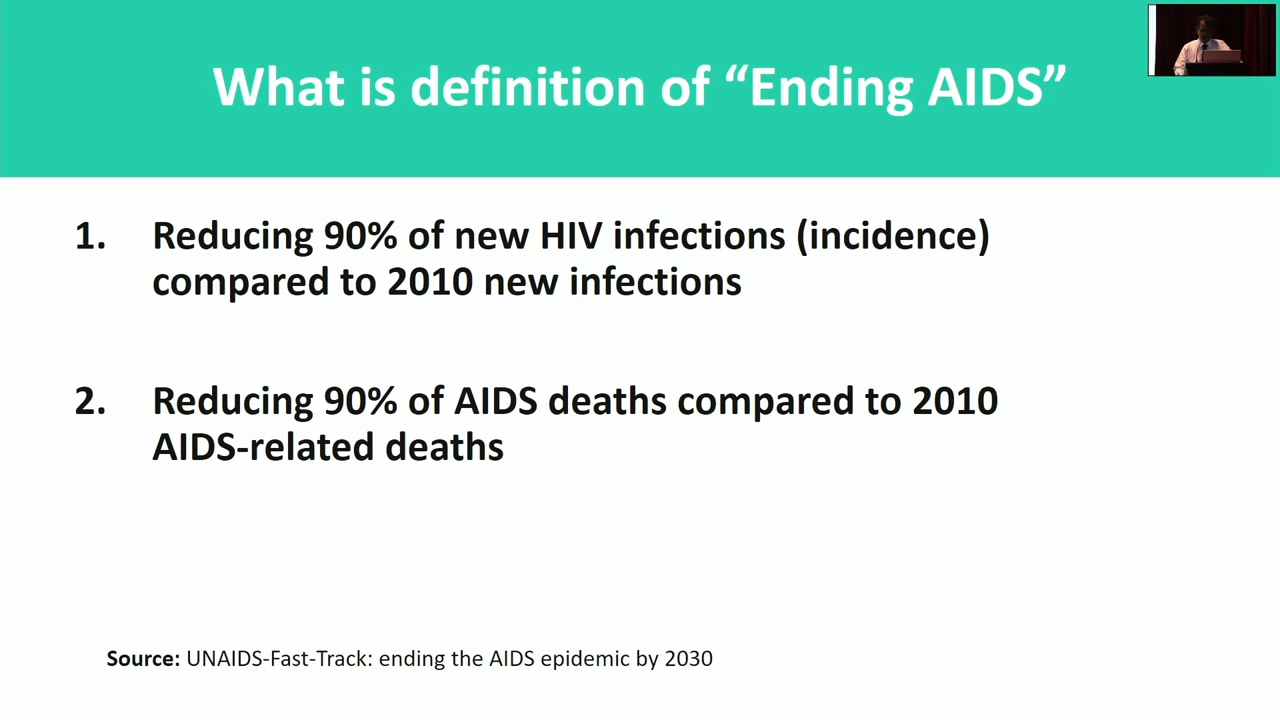 What is definition of “Ending AIDS”
1. Reducing 90% of new HIV infections (incidence)
compared to 2010 new infections
2. Reducing 90% of AIDS deaths compared to 2010
AIDS-related deaths
Source: UNAIDS-Fast-Track: ending the AIDS epidemic by 2030